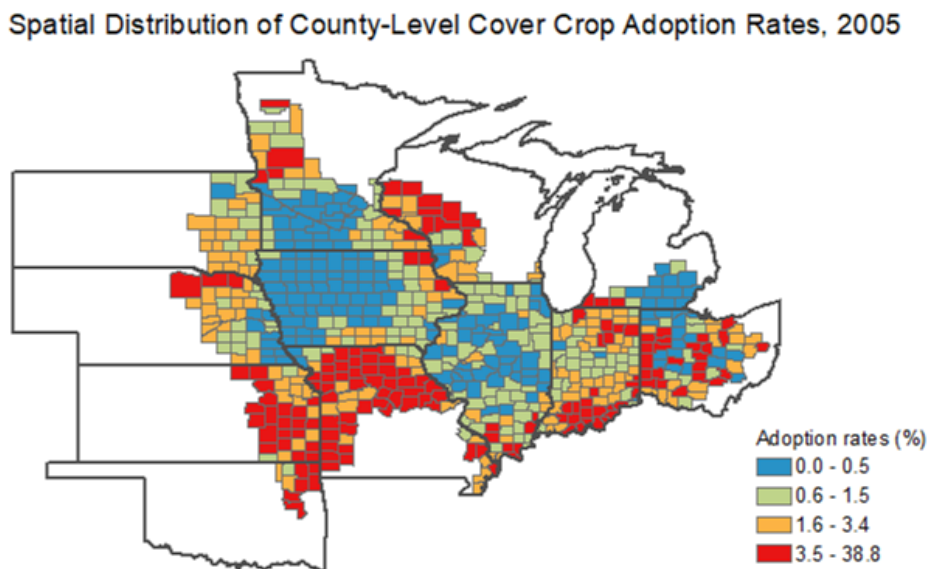 Spatial Distribution of County-Level Cover Crop Adoption Rates, 2005
Adoption rates (%)
0.0 - 0.5
0.6 - 1.5
1.6 - 3.4
3.5 - 38.8